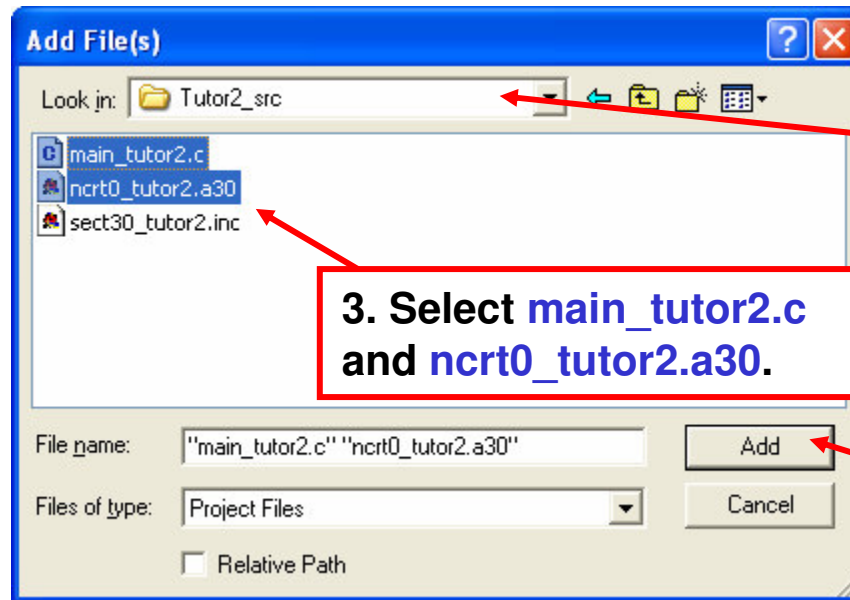 Add File(s)
Look in: Tutor2_src
main_tutor2.c
ncrt0_tutor2.a30
sect30_tutor2.inc
3. Select main_tutor2.c
and ncrt0_tutor2.a30.
File name: "main_tutor2.c" "ncrt0_tutor2.a30" Add
Files of type: Project Files Cancel
Relative Path